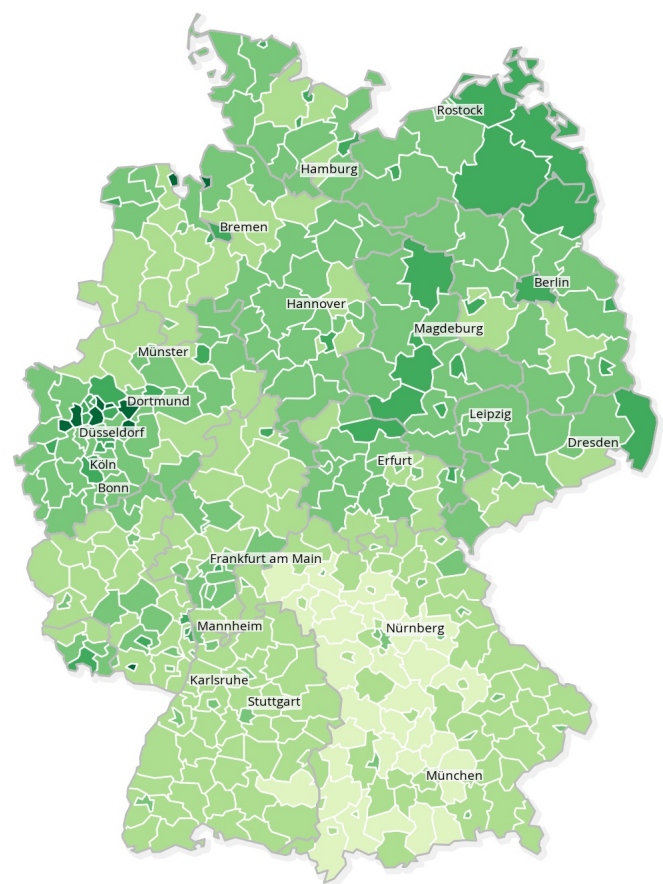 Rostock
Hamburg
Bremen
Berlin
Hannover
Magdeburg
Münster
Dortmund
Leipzig
Düsseldorf
Dresden
Köln
Erfurt
Bonn
Frankfurt am Main
Mannheim
Nürnberg
Karlsruhe
Stuttgart
München